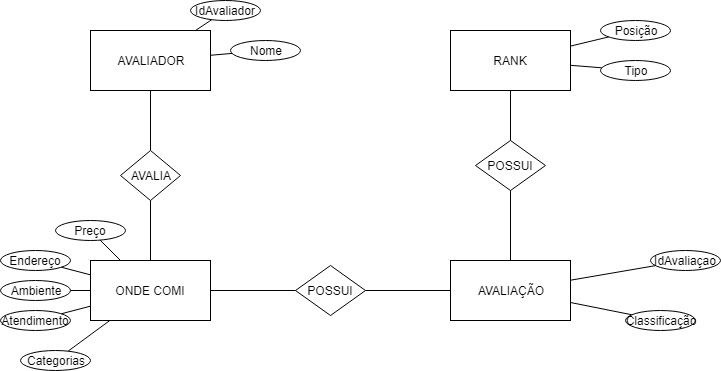 IdAvaliador
Nome
AVALIADOR
RANK
Posição
Tipo
AVALIA
POSSUI
Preço
Endereço
Ambiente
Atendimento
Categorias
ONDE COMI
POSSUI
AVALIAÇÃO
IdAvaliaçao
Classificação